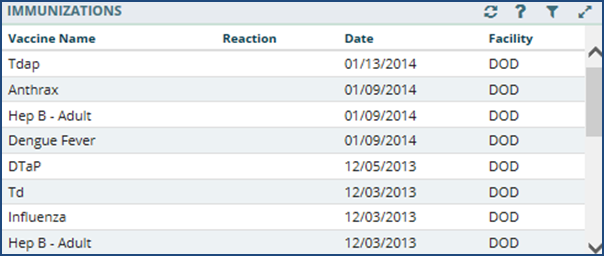 IMMUNIZATIONS ?
Vaccine Name Reaction Date Facility
Tdap 01/13/2014 DOD
Anthrax 01/09/2014 DOD
Hep B - Adult 01/09/2014 DOD
Dengue Fever 01/09/2014 DOD
DTaP 12/05/2013 DOD
Td 12/03/2013 DOD
Influenza 12/03/2013 DOD
Hep B - Adult 12/03/2013 DOD